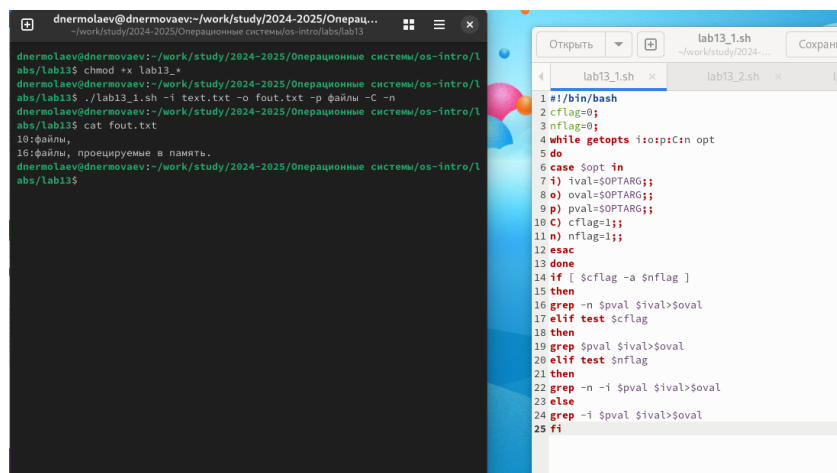 dnermolaev@dnermovaev:~/work/study/2024-2025/Операц...
~/work/study/2024-2025/Операционные системы/os-intro/labs/lab13
dnermolaev@dnermovaev:~/work/study/2024-2025/Операционные системы/os-intro/l
abs/lab13$ chmod +x lab13_*
dnermolaev@dnermovaev:~/work/study/2024-2025/Операционные системы/os-intro/l
abs/lab13$ ./lab13_1.sh -i text.txt -o fout.txt -p файлы -C -n
dnermolaev@dnermovaev:~/work/study/2024-2025/Операционные системы/os-intro/l
abs/lab13$ cat fout.txt
10:файлы,
16:файлы, проецируемые в память.
dnermolaev@dnermovaev:~/work/study/2024-2025/Операционные системы/os-intro/l
abs/lab13$
Открыть
lab13_1.sh
~/work/study/2024-...
Сохрани
lab13_1.sh ×
lab13_2.sh ×
1 #!/bin/bash
2 cflag=0;
3 nflag=0;
4 while getopts i:o:p:C:n opt
5 do
6 case $opt in
7 i) ival=$OPTARG;;
8 o) oval=$OPTARG;;
9 p) pval=$OPTARG;;
10 C) cflag=1;;
11 n) nflag=1;;
12 esac
13 done
14 if [ $cflag -a $nflag ]
15 then
16 grep -n $pval $ival>$oval
17 elif test $cflag
18 then
19 grep $pval $ival>$oval
20 elif test $nflag
21 then
22 grep -n -i $pval $ival>$oval
23 else
24 grep -i $pval $ival>$oval
25 fi